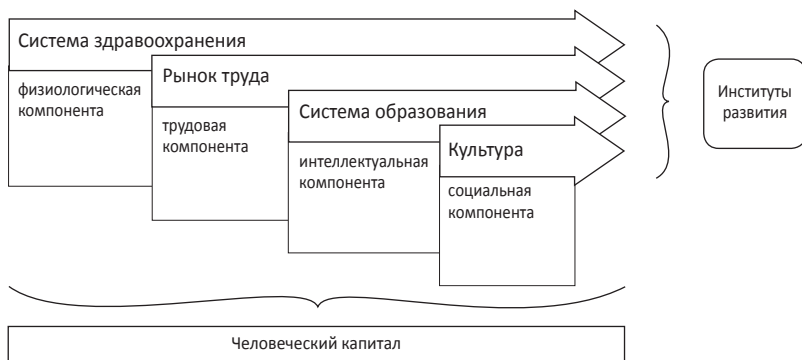 Система здравоохранения
физиологическая
компонента
Рынок труда
трудовая
компонента
Система образования
интеллектуальная
компонента
Культура
социальная
компонента
Институты
развития
Человеческий капитал